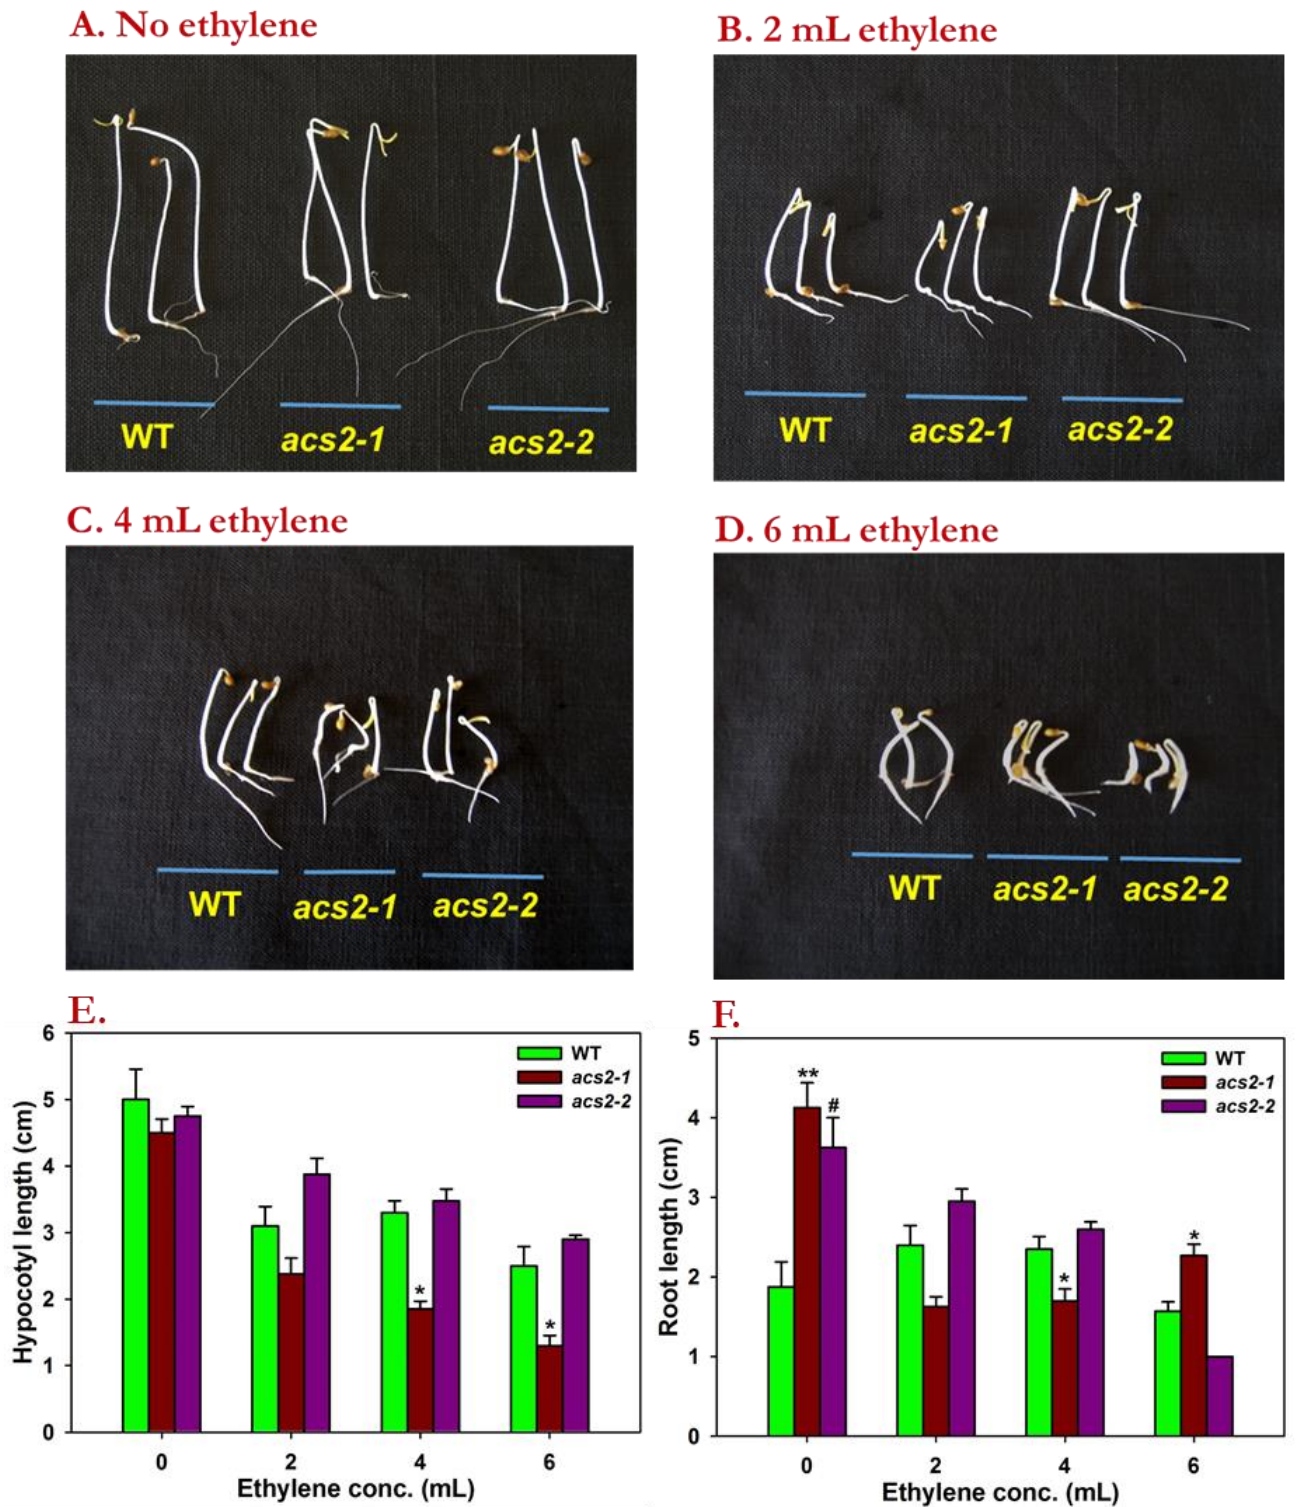 A. No ethylene
B. 2 mL ethylene
WT
acs2-1
acs2-2
WT
acs2-1
acs2-2
C. 4 mL ethylene
D. 6 mL ethylene
WT
acs2-1
acs2-2
WT
acs2-1
acs2-2
E.
6
5
4
3
2
1
0
Hypocotyl length (cm)
WT
acs2-1
acs2-2
*
*
0
2
4
6
Ethylene conc. (mL)
F.
5
4
3
2
1
0
Root length (cm)
WT
acs2-1
acs2-2
**
#
*
*
0
2
4
6
Ethylene conc. (mL)